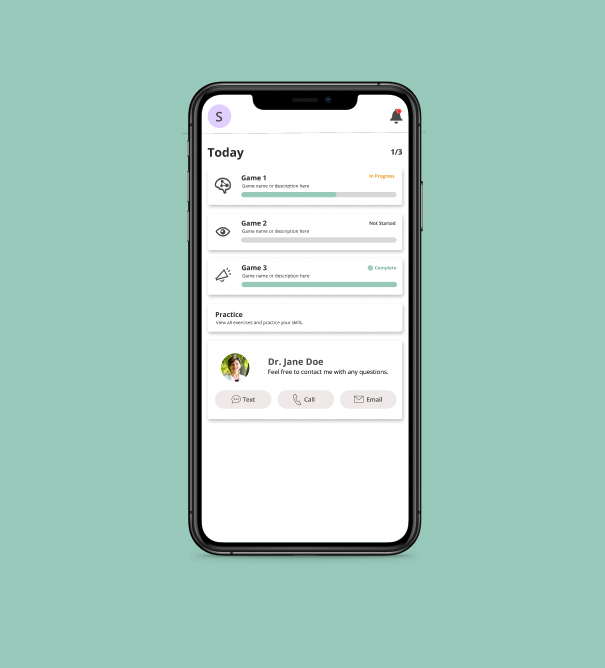 S
Today
1/3
Game 1
In Progress
Game name or description here
Game 2
Not Started
Game name or description here
Game 3
Complete
Game name or description here
Practice
View all exercises and practice your skills.
Dr. Jane Doe
Feel free to contact me with any questions.
Text
Call
Email